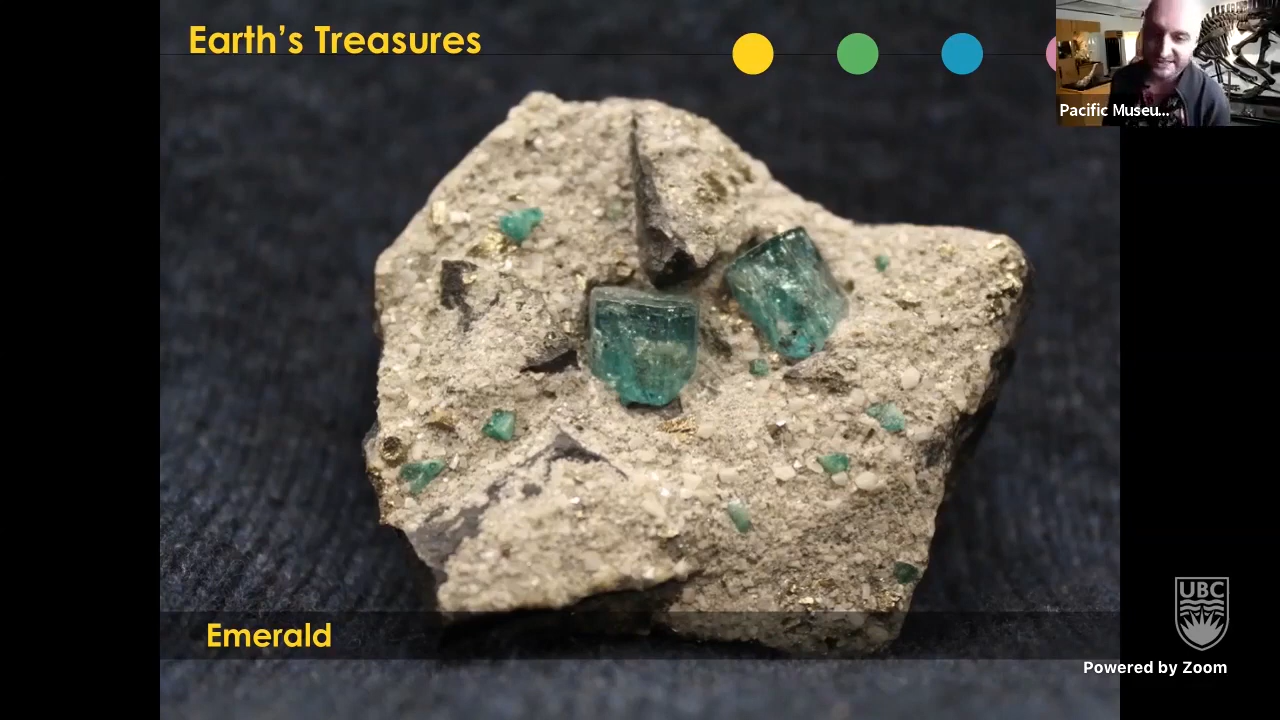 Earth's Treasures
Pacific Museu...
Emerald
UBC
Powered by Zoom